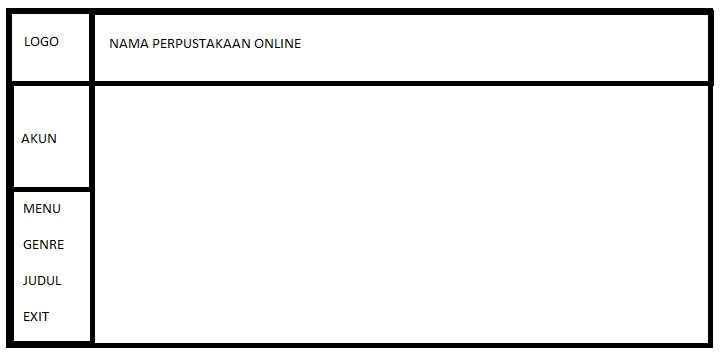 LOGO
NAMA PERPUSTAKAAN ONLINE
AKUN
MENU
GENRE
JUDUL
EXIT